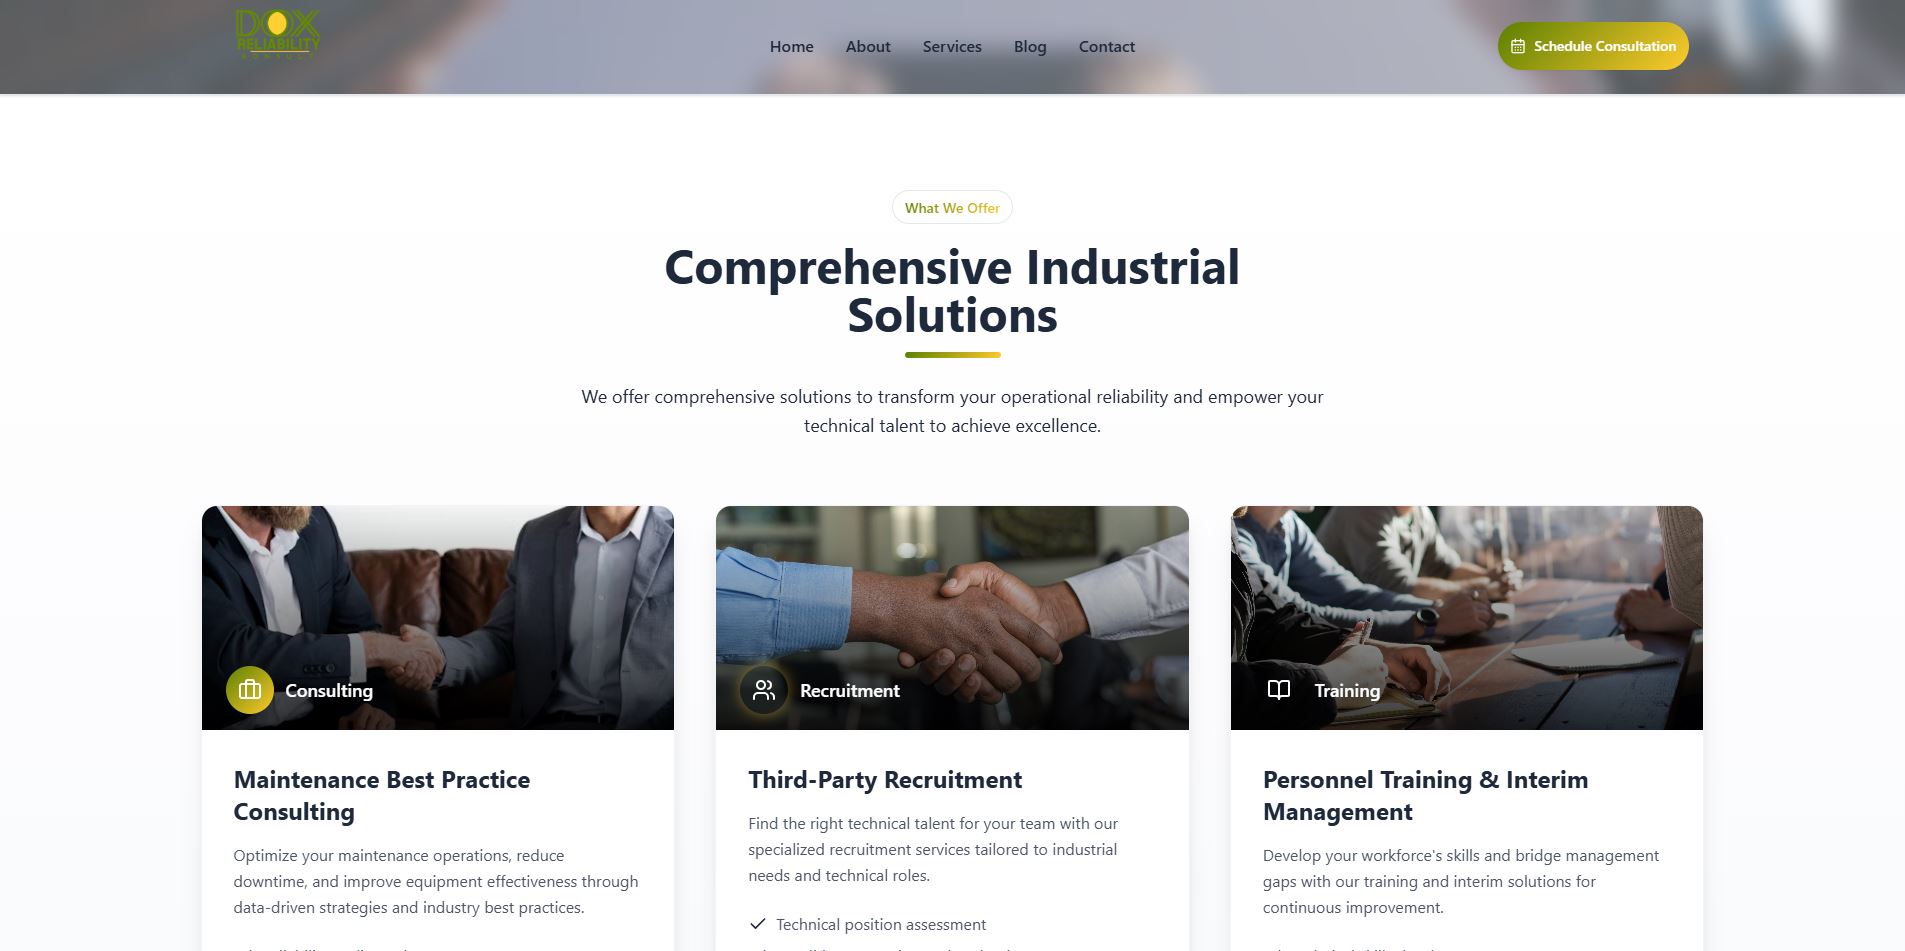 DOX
RELIABILITY
KONSULT
Home
About
Services
Blog
Contact
Schedule Consultation
What We Offer
Comprehensive Industrial
Solutions
We offer comprehensive solutions to transform your operational reliability and empower your
technical talent to achieve excellence.
Consulting
Maintenance Best Practice
Consulting
Optimize your maintenance operations, reduce
downtime, and improve equipment effectiveness through
data-driven strategies and industry best practices.
Recruitment
Third-Party Recruitment
Find the right technical talent for your team with our
specialized recruitment services tailored to industrial
needs and technical roles.
Technical position assessment
Training
Personnel Training & Interim
Management
Develop your workforce's skills and bridge management
gaps with our training and interim solutions for
continuous improvement.